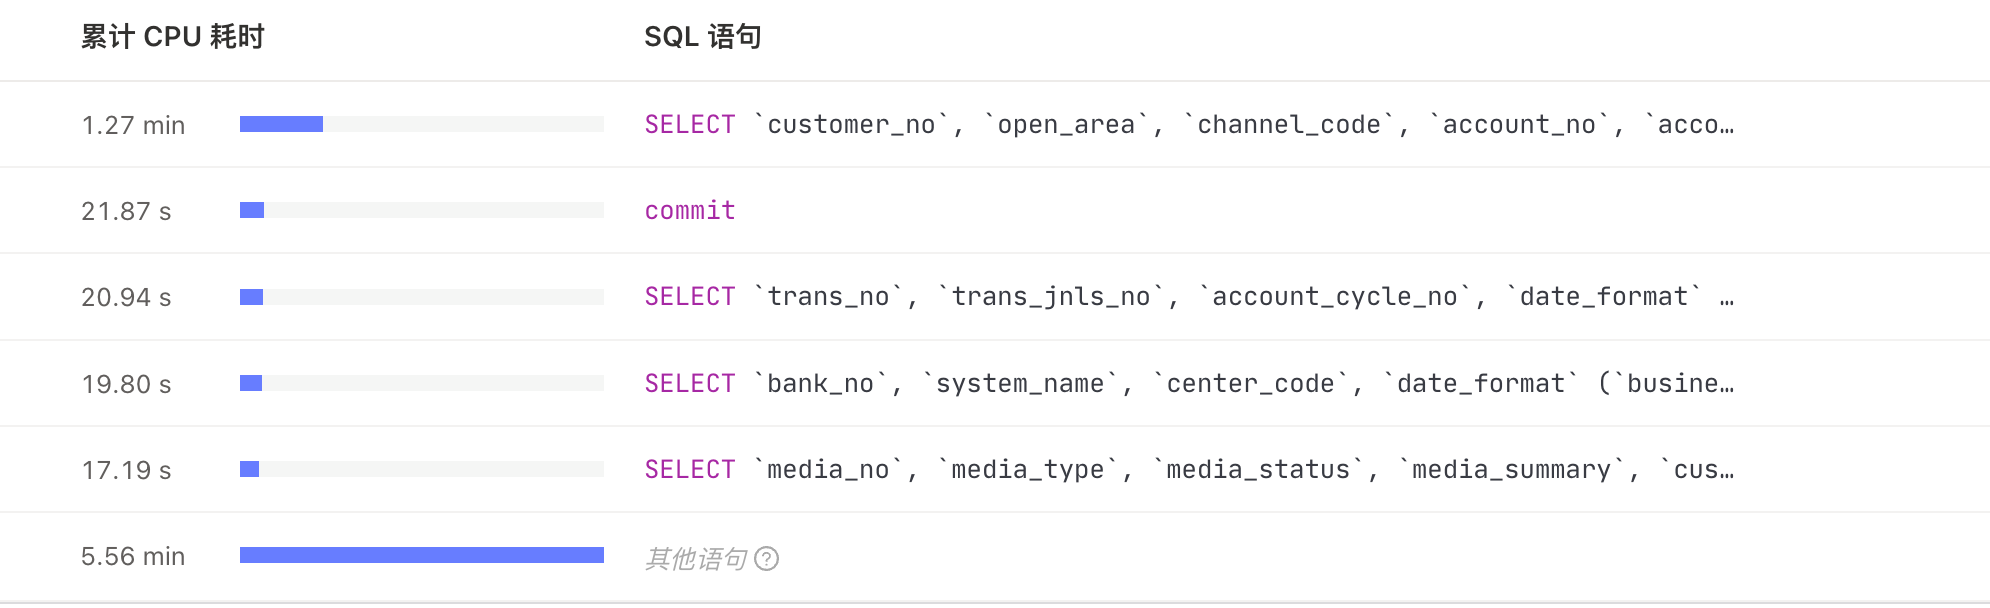 累计 CPU 耗时 SQL 语句
1.27 min SELECT `customer_no`, `open_area`, `channel_code`, `account_no`, `acco…
21.87 s commit
20.94 s SELECT `trans_no`, `trans_jnls_no`, `account_cycle_no`, `date_format` …
19.80 s SELECT `bank_no`, `system_name`, `center_code`, `date_format` (`busine…
17.19 s SELECT `media_no`, `media_type`, `media_status`, `media_summary`, `cus…
5.56 min 其他语句 ?